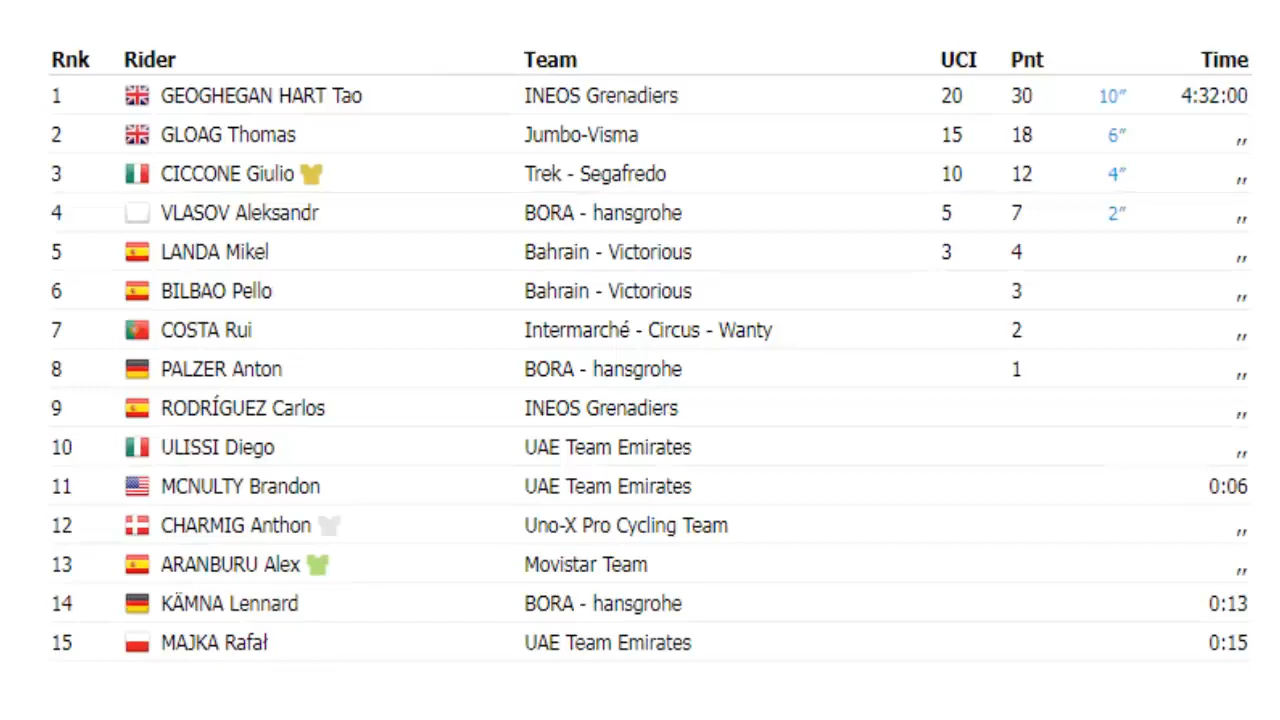 Rnk Rider Team UCI Pnt Time
1 GEOGHEGAN HART Tao INEOS Grenadiers 20 30 10″ 4:32:00
2 GLOAG Thomas Jumbo-Visma 15 18 6″ ,,
3 CICCONE Giulio Trek - Segafredo 10 12 4″ ,,
4 VLASOV Aleksandr BORA - hansgrohe 5 7 2″ ,,
5 LANDA Mikel Bahrain - Victorious 3 4 ,,
6 BILBAO Pello Bahrain - Victorious 3 ,,
7 COSTA Rui Intermarché - Circus - Wanty 2 ,,
8 PALZER Anton BORA - hansgrohe 1 ,,
9 RODRÍGUEZ Carlos INEOS Grenadiers ,,
10 ULISSI Diego UAE Team Emirates ,,
11 MCNULTY Brandon UAE Team Emirates 0:06
12 CHARMIG Anthon Uno-X Pro Cycling Team ,,
13 ARANBURU Alex Movistar Team ,,
14 KÄMNA Lennard BORA - hansgrohe 0:13
15 MAJKA Rafał UAE Team Emirates 0:15